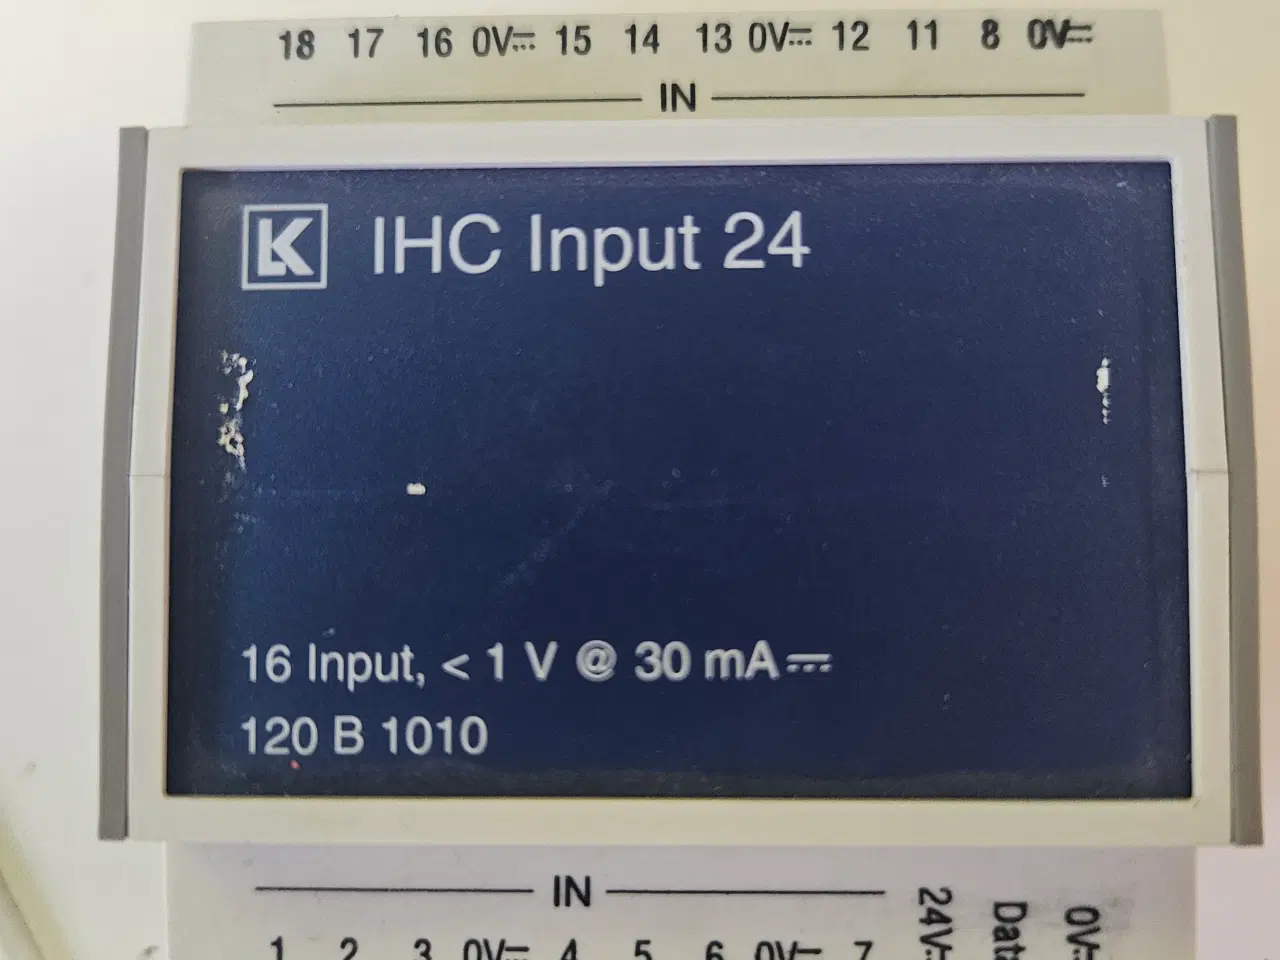 18 17 16 0V⎓ 15 14 13 0V⎓ 12 11 8 0V⎓
IN
LK IHC Input 24
16 Input, < 1 V @ 30 mA⎓
120 B 1010
IN
24V⎓ Data 0V⎓
1 2 3 0V⎓ 4 5 6 0V⎓ 7